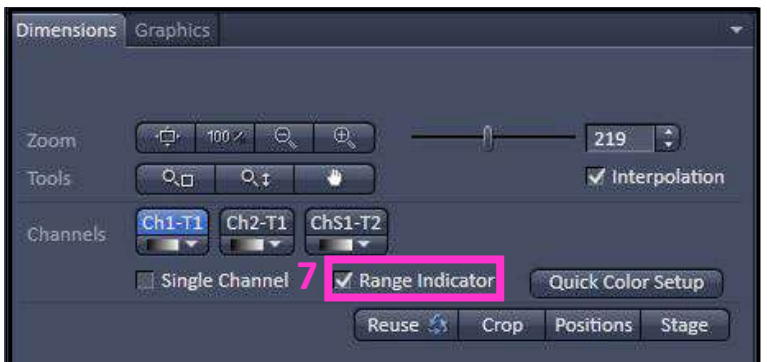 Dimensions Graphics
Zoom 100% 219
Tools Interpolation
Ch1-T1 Ch2-T1 ChS1-T2
Channels
Single Channel 7 Range Indicator Quick Color Setup
Reuse Crop Positions Stage